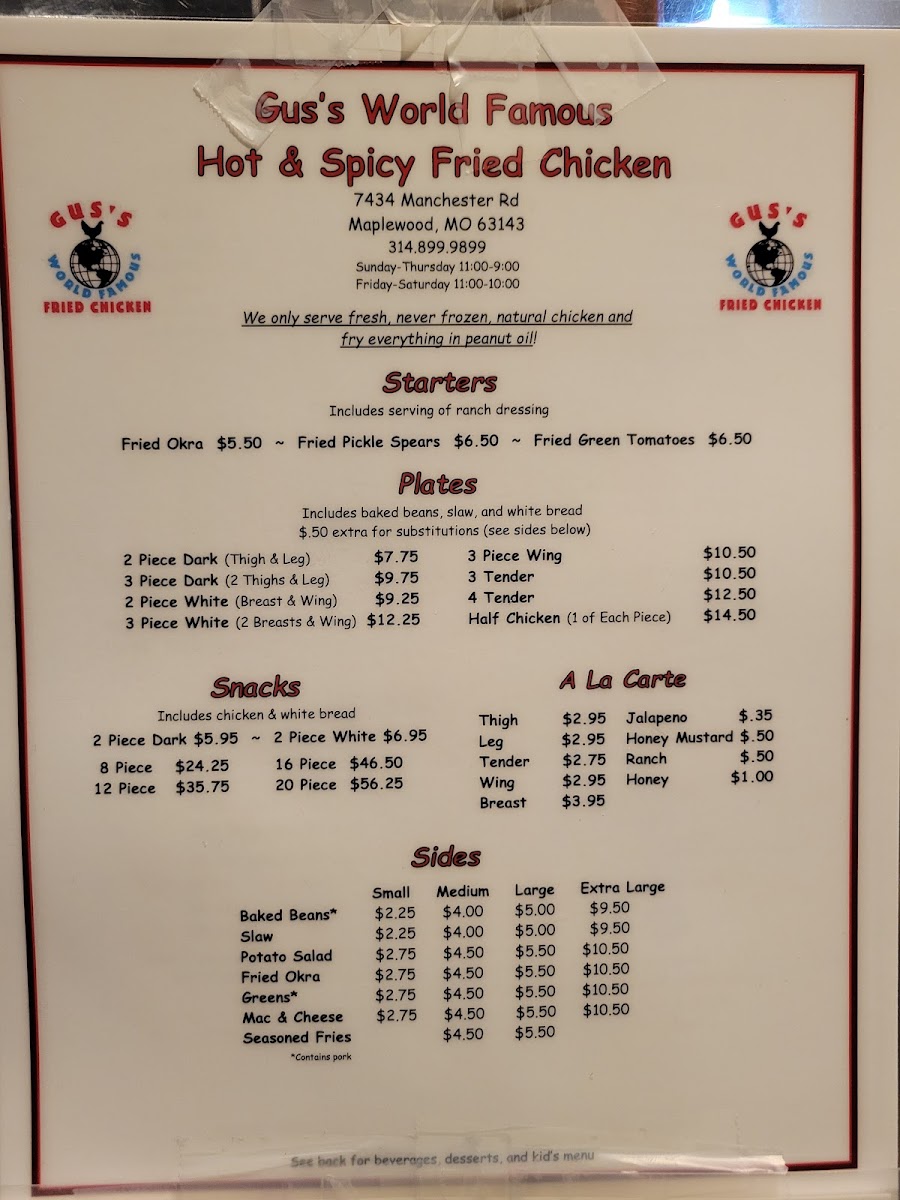 Gus's World Famous
Hot & Spicy Fried Chicken
7434 Manchester Rd
Maplewood, MO 63143
314.899.9899
Sunday-Thursday 11:00-9:00
Friday-Saturday 11:00-10:00
GUS'S
WORLD FAMOUS
FRIED CHICKEN
GUS'S
WORLD FAMOUS
FRIED CHICKEN
We only serve fresh, never frozen, natural chicken and
fry everything in peanut oil!
Starters
Includes serving of ranch dressing
Fried Okra $5.50 ~ Fried Pickle Spears $6.50 ~ Fried Green Tomatoes $6.50
Plates
Includes baked beans, slaw, and white bread
$.50 extra for substitutions (see sides below)
2 Piece Dark (Thigh & Leg) $7.75
3 Piece Dark (2 Thighs & Leg) $9.75
2 Piece White (Breast & Wing) $9.25
3 Piece White (2 Breasts & Wing) $12.25
3 Piece Wing $10.50
3 Tender $10.50
4 Tender $12.50
Half Chicken (1 of Each Piece) $14.50
Snacks
Includes chicken & white bread
2 Piece Dark $5.95 ~ 2 Piece White $6.95
8 Piece $24.25 16 Piece $46.50
12 Piece $35.75 20 Piece $56.25
A La Carte
Thigh $2.95 Jalapeno $.35
Leg $2.95 Honey Mustard $.50
Tender $2.75 Ranch $.50
Wing $2.95 Honey $1.00
Breast $3.95
Sides
Small Medium Large Extra Large
Baked Beans* $2.25 $4.00 $5.00 $9.50
Slaw $2.25 $4.00 $5.00 $9.50
Potato Salad $2.75 $4.50 $5.50 $10.50
Fried Okra $2.75 $4.50 $5.50 $10.50
Greens* $2.75 $4.50 $5.50 $10.50
Mac & Cheese $2.75 $4.50 $5.50 $10.50
Seasoned Fries $4.50 $5.50
*Contains pork
See back for beverages, desserts, and kid's menu